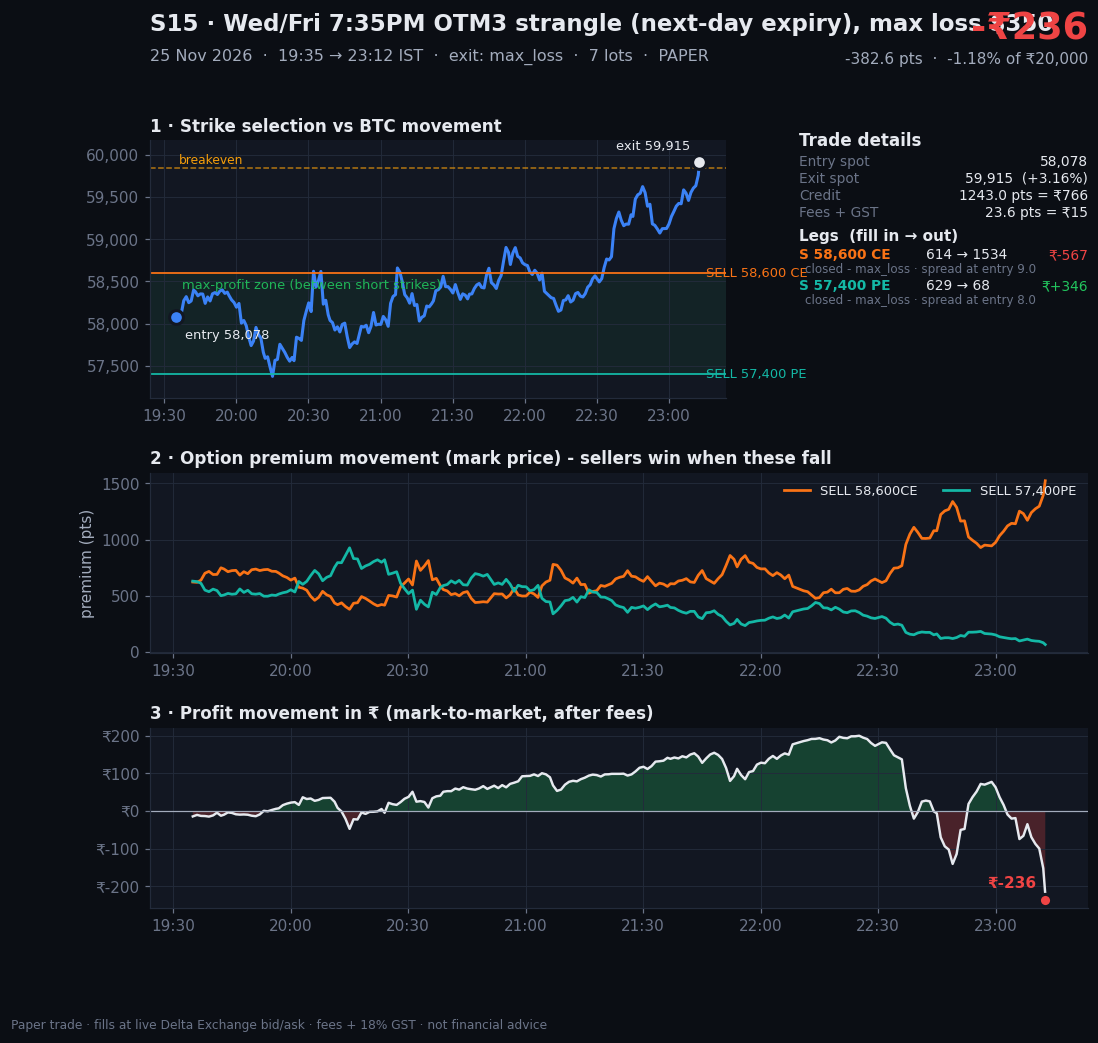 S15 · Wed/Fri 7:35PM OTM3 strangle (next-day expiry), max loss
-₹236
25 Nov 2026 · 19:35 → 23:12 IST · exit: max_loss · 7 lots · PAPER
-382.6 pts · -1.18% of ₹20,000
1 · Strike selection vs BTC movement
60,000
59,500
59,000
58,500
58,000
57,500
breakeven
exit 59,915
max-profit zone (between short strikes)
entry 58,078
SELL 58,600 CE
SELL 57,400 PE
19:30 20:00 20:30 21:00 21:30 22:00 22:30 23:00
Trade details
Entry spot 58,078
Exit spot 59,915 (+3.16%)
Credit 1243.0 pts = ₹766
Fees + GST 23.6 pts = ₹15
Legs (fill in → out)
S 58,600 CE 614 → 1534 ₹-567
closed - max_loss · spread at entry 9.0
S 57,400 PE 629 → 68 ₹+346
closed - max_loss · spread at entry 8.0
2 · Option premium movement (mark price) - sellers win when these fall
premium (pts)
1500
1000
500
0
SELL 58,600CE SELL 57,400PE
19:30 20:00 20:30 21:00 21:30 22:00 22:30 23:00
3 · Profit movement in ₹ (mark-to-market, after fees)
₹200
₹100
₹0
₹-100
₹-200
₹-236
19:30 20:00 20:30 21:00 21:30 22:00 22:30 23:00
Paper trade · fills at live Delta Exchange bid/ask · fees + 18% GST · not financial advice